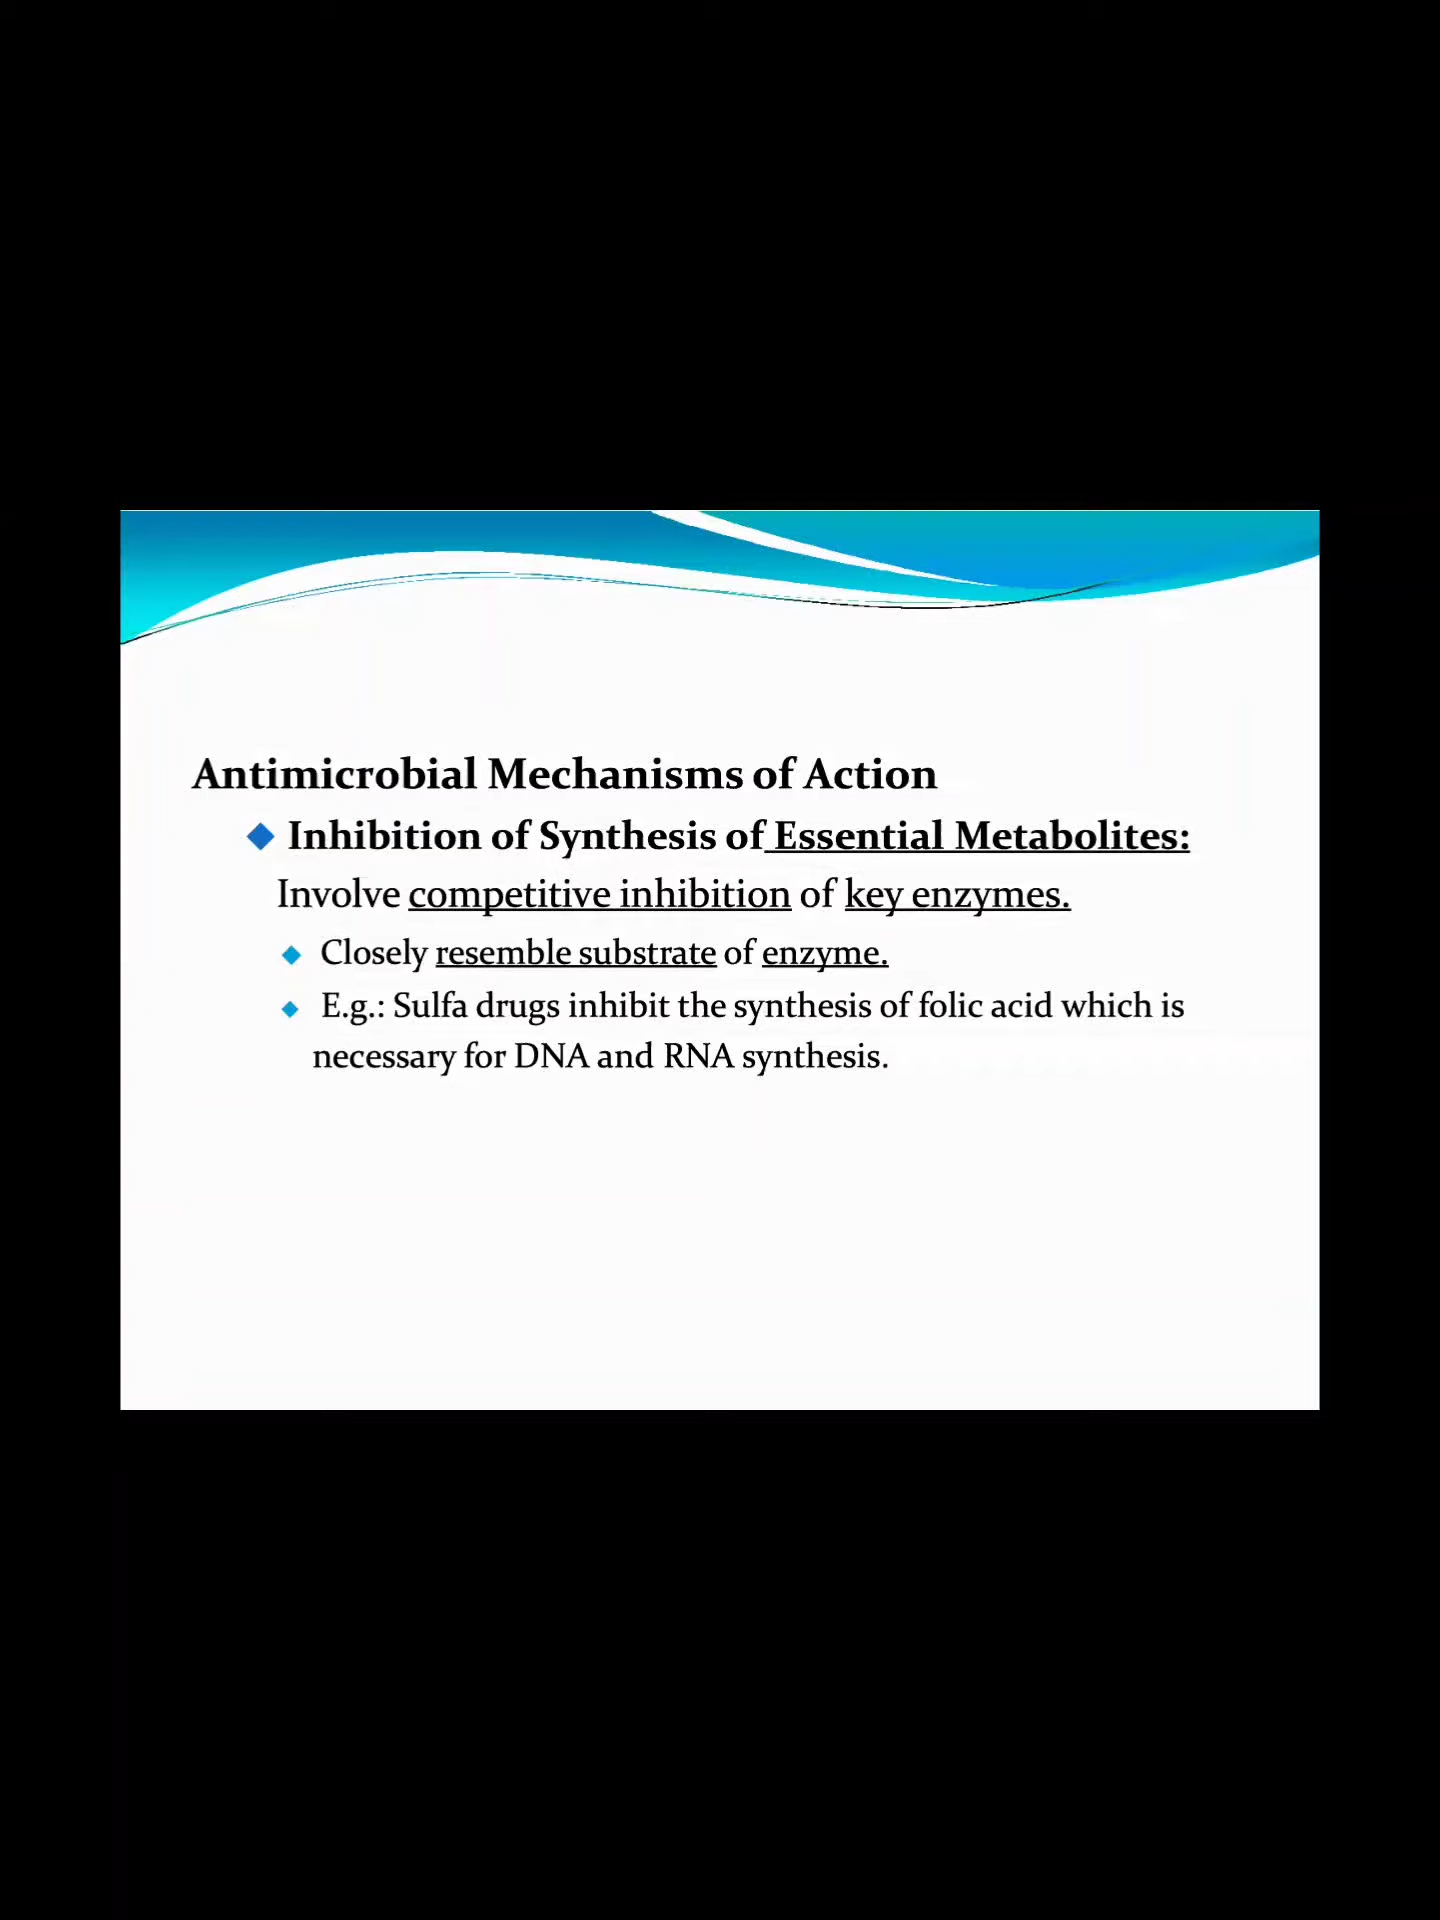 Antimicrobial Mechanisms of Action
Inhibition of Synthesis of Essential Metabolites:
Involve competitive inhibition of key enzymes.
Closely resemble substrate of enzyme.
E.g.: Sulfa drugs inhibit the synthesis of folic acid which is
necessary for DNA and RNA synthesis.